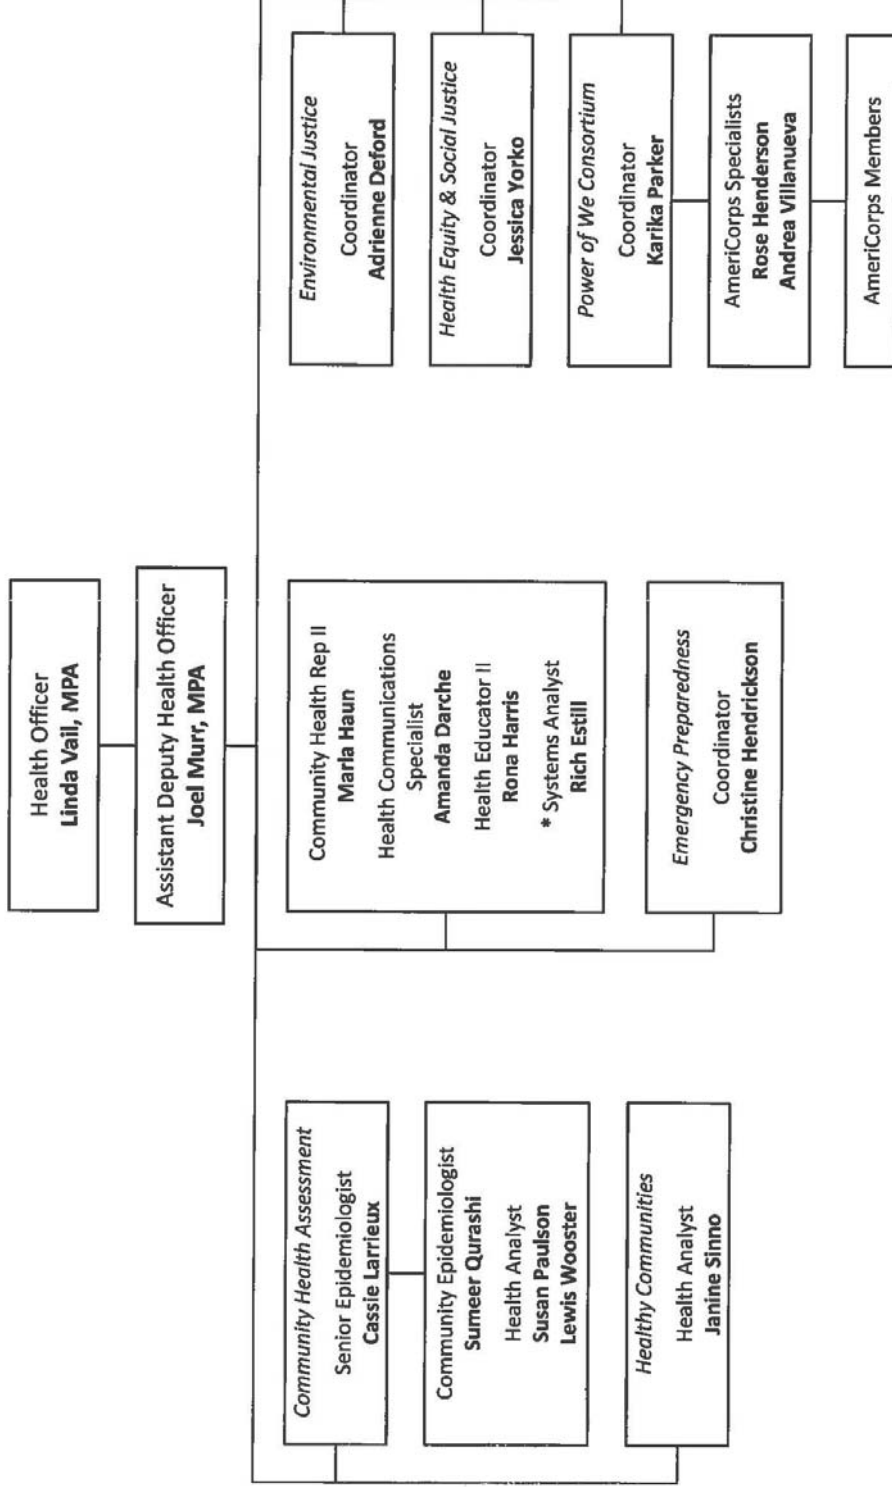 Health Officer
Linda Vail, MPA
Assistant Deputy Health Officer
Joel Murr, MPA
Community Health Assessment
Senior Epidemiologist
Cassie Larrieux
Community Epidemiologist
Sumeer Qurashi
Health Analyst
Susan Paulson
Lewis Wooster
Healthy Communities
Health Analyst
Janine Sinno
Community Health Rep II
Marla Haun
Health Communications
Specialist
Amanda Darche
Health Educator II
Rona Harris
* Systems Analyst
Rich Estill
Emergency Preparedness
Coordinator
Christine Hendrickson
Environmental Justice
Coordinator
Adrienne Deford
Health Equity & Social Justice
Coordinator
Jessica Yorko
Power of We Consortium
Coordinator
Karika Parker
AmeriCorps Specialists
Rose Henderson
Andrea Villanueva
AmeriCorps Members